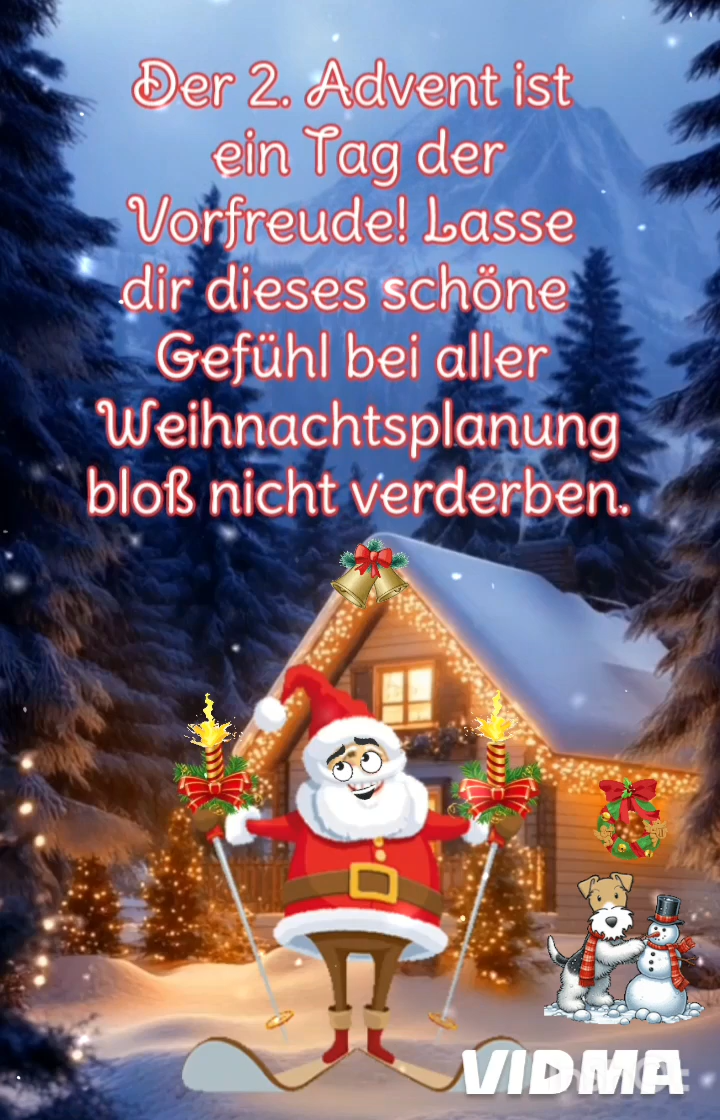 Der 2. Advent ist
ein Tag der
Vorfreude! Lasse
dir dieses schöne
Gefühl bei aller
Weihnachtsplanung
bloß nicht verderben.
VIDMA